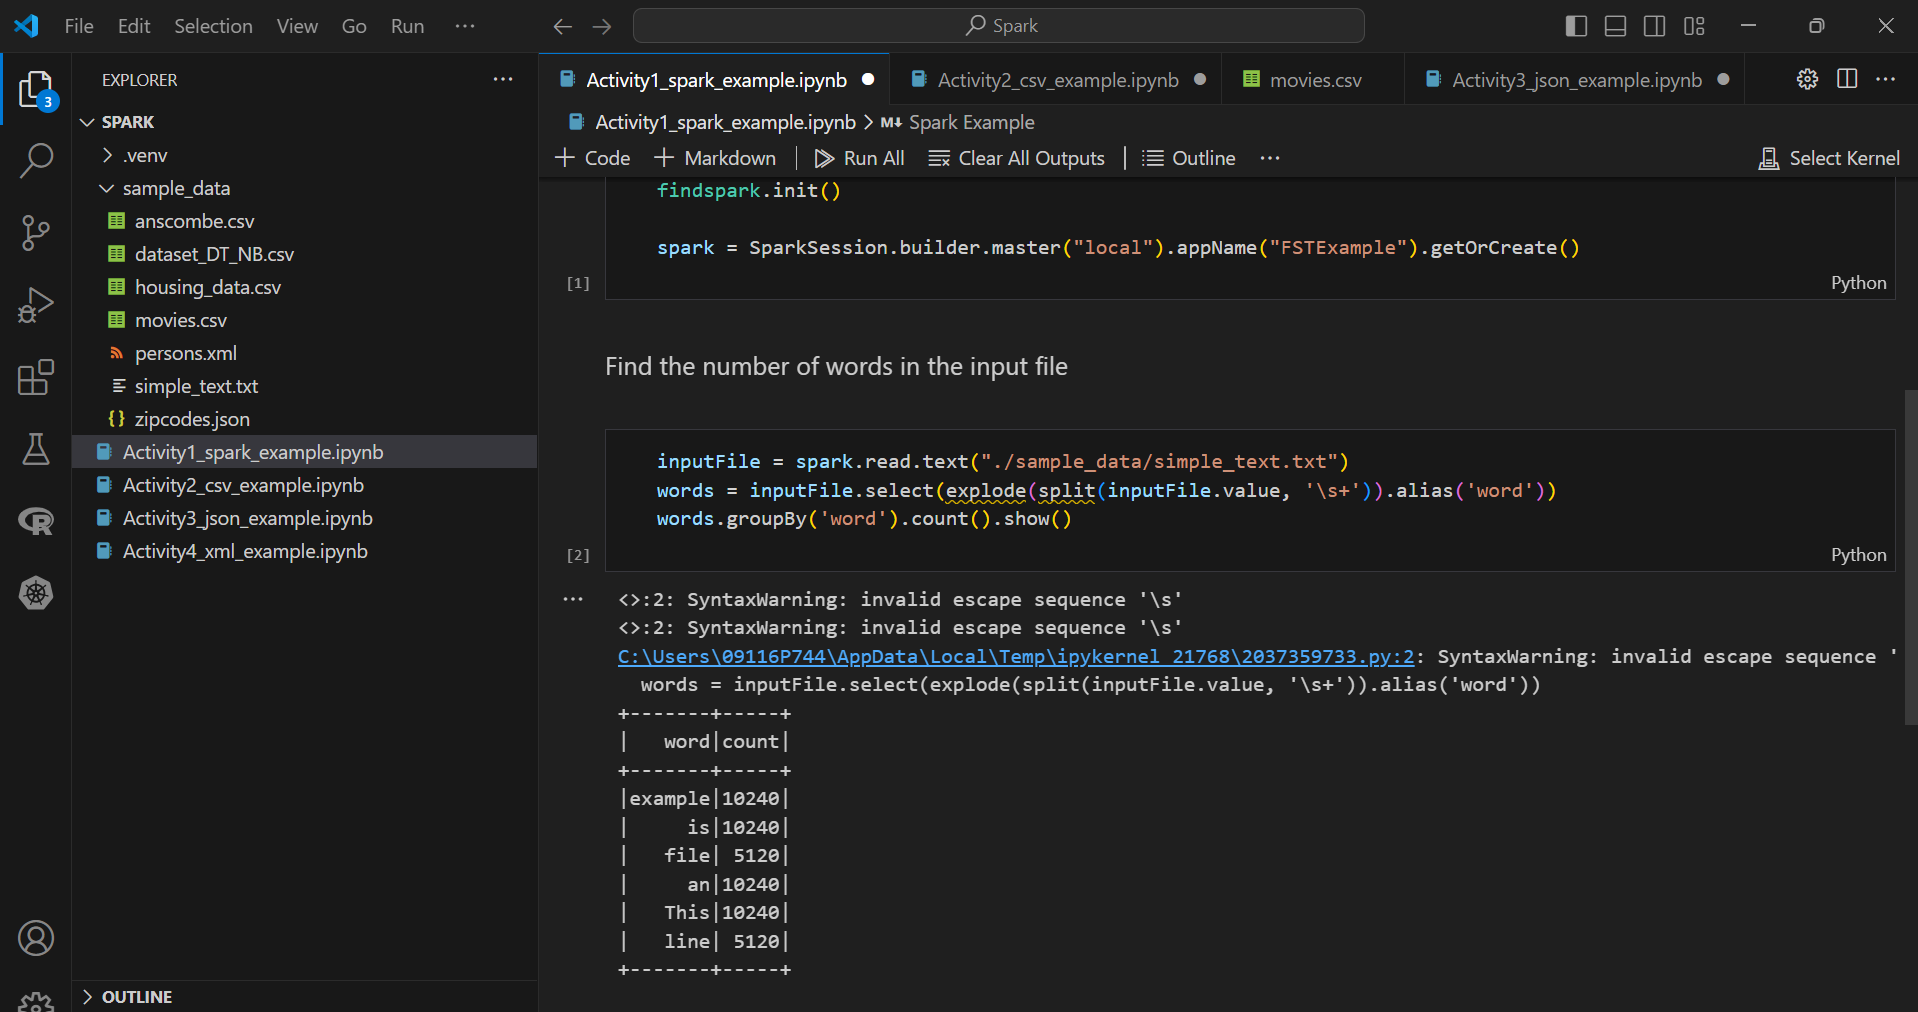 File Edit Selection View Go Run ···
Spark
EXPLORER ···
3
SPARK
.venv
sample_data
anscombe.csv
dataset_DT_NB.csv
housing_data.csv
movies.csv
persons.xml
simple_text.txt
{} zipcodes.json
Activity1_spark_example.ipynb
Activity2_csv_example.ipynb
Activity3_json_example.ipynb
Activity4_xml_example.ipynb
OUTLINE
Activity1_spark_example.ipynb Activity2_csv_example.ipynb movies.csv Activity3_json_example.ipynb
Activity1_spark_example.ipynb > M↓ Spark Example
+ Code + Markdown | Run All Clear All Outputs | Outline ··· Select Kernel
findspark.init()
spark = SparkSession.builder.master("local").appName("FSTExample").getOrCreate()
[1] Python
Find the number of words in the input file
inputFile = spark.read.text("./sample_data/simple_text.txt")
words = inputFile.select(explode(split(inputFile.value, '\s+')).alias('word'))
words.groupBy('word').count().show()
[2] Python
··· <>:2: SyntaxWarning: invalid escape sequence '\s'
<>:2: SyntaxWarning: invalid escape sequence '\s'
C:\Users\09116P744\AppData\Local\Temp\ipykernel_21768\2037359733.py:2: SyntaxWarning: invalid escape sequence '
words = inputFile.select(explode(split(inputFile.value, '\s+')).alias('word'))
+-------+-----+
|   word|count|
+-------+-----+
|example|10240|
|     is|10240|
|   file| 5120|
|     an|10240|
|   This|10240|
|   line| 5120|
+-------+-----+